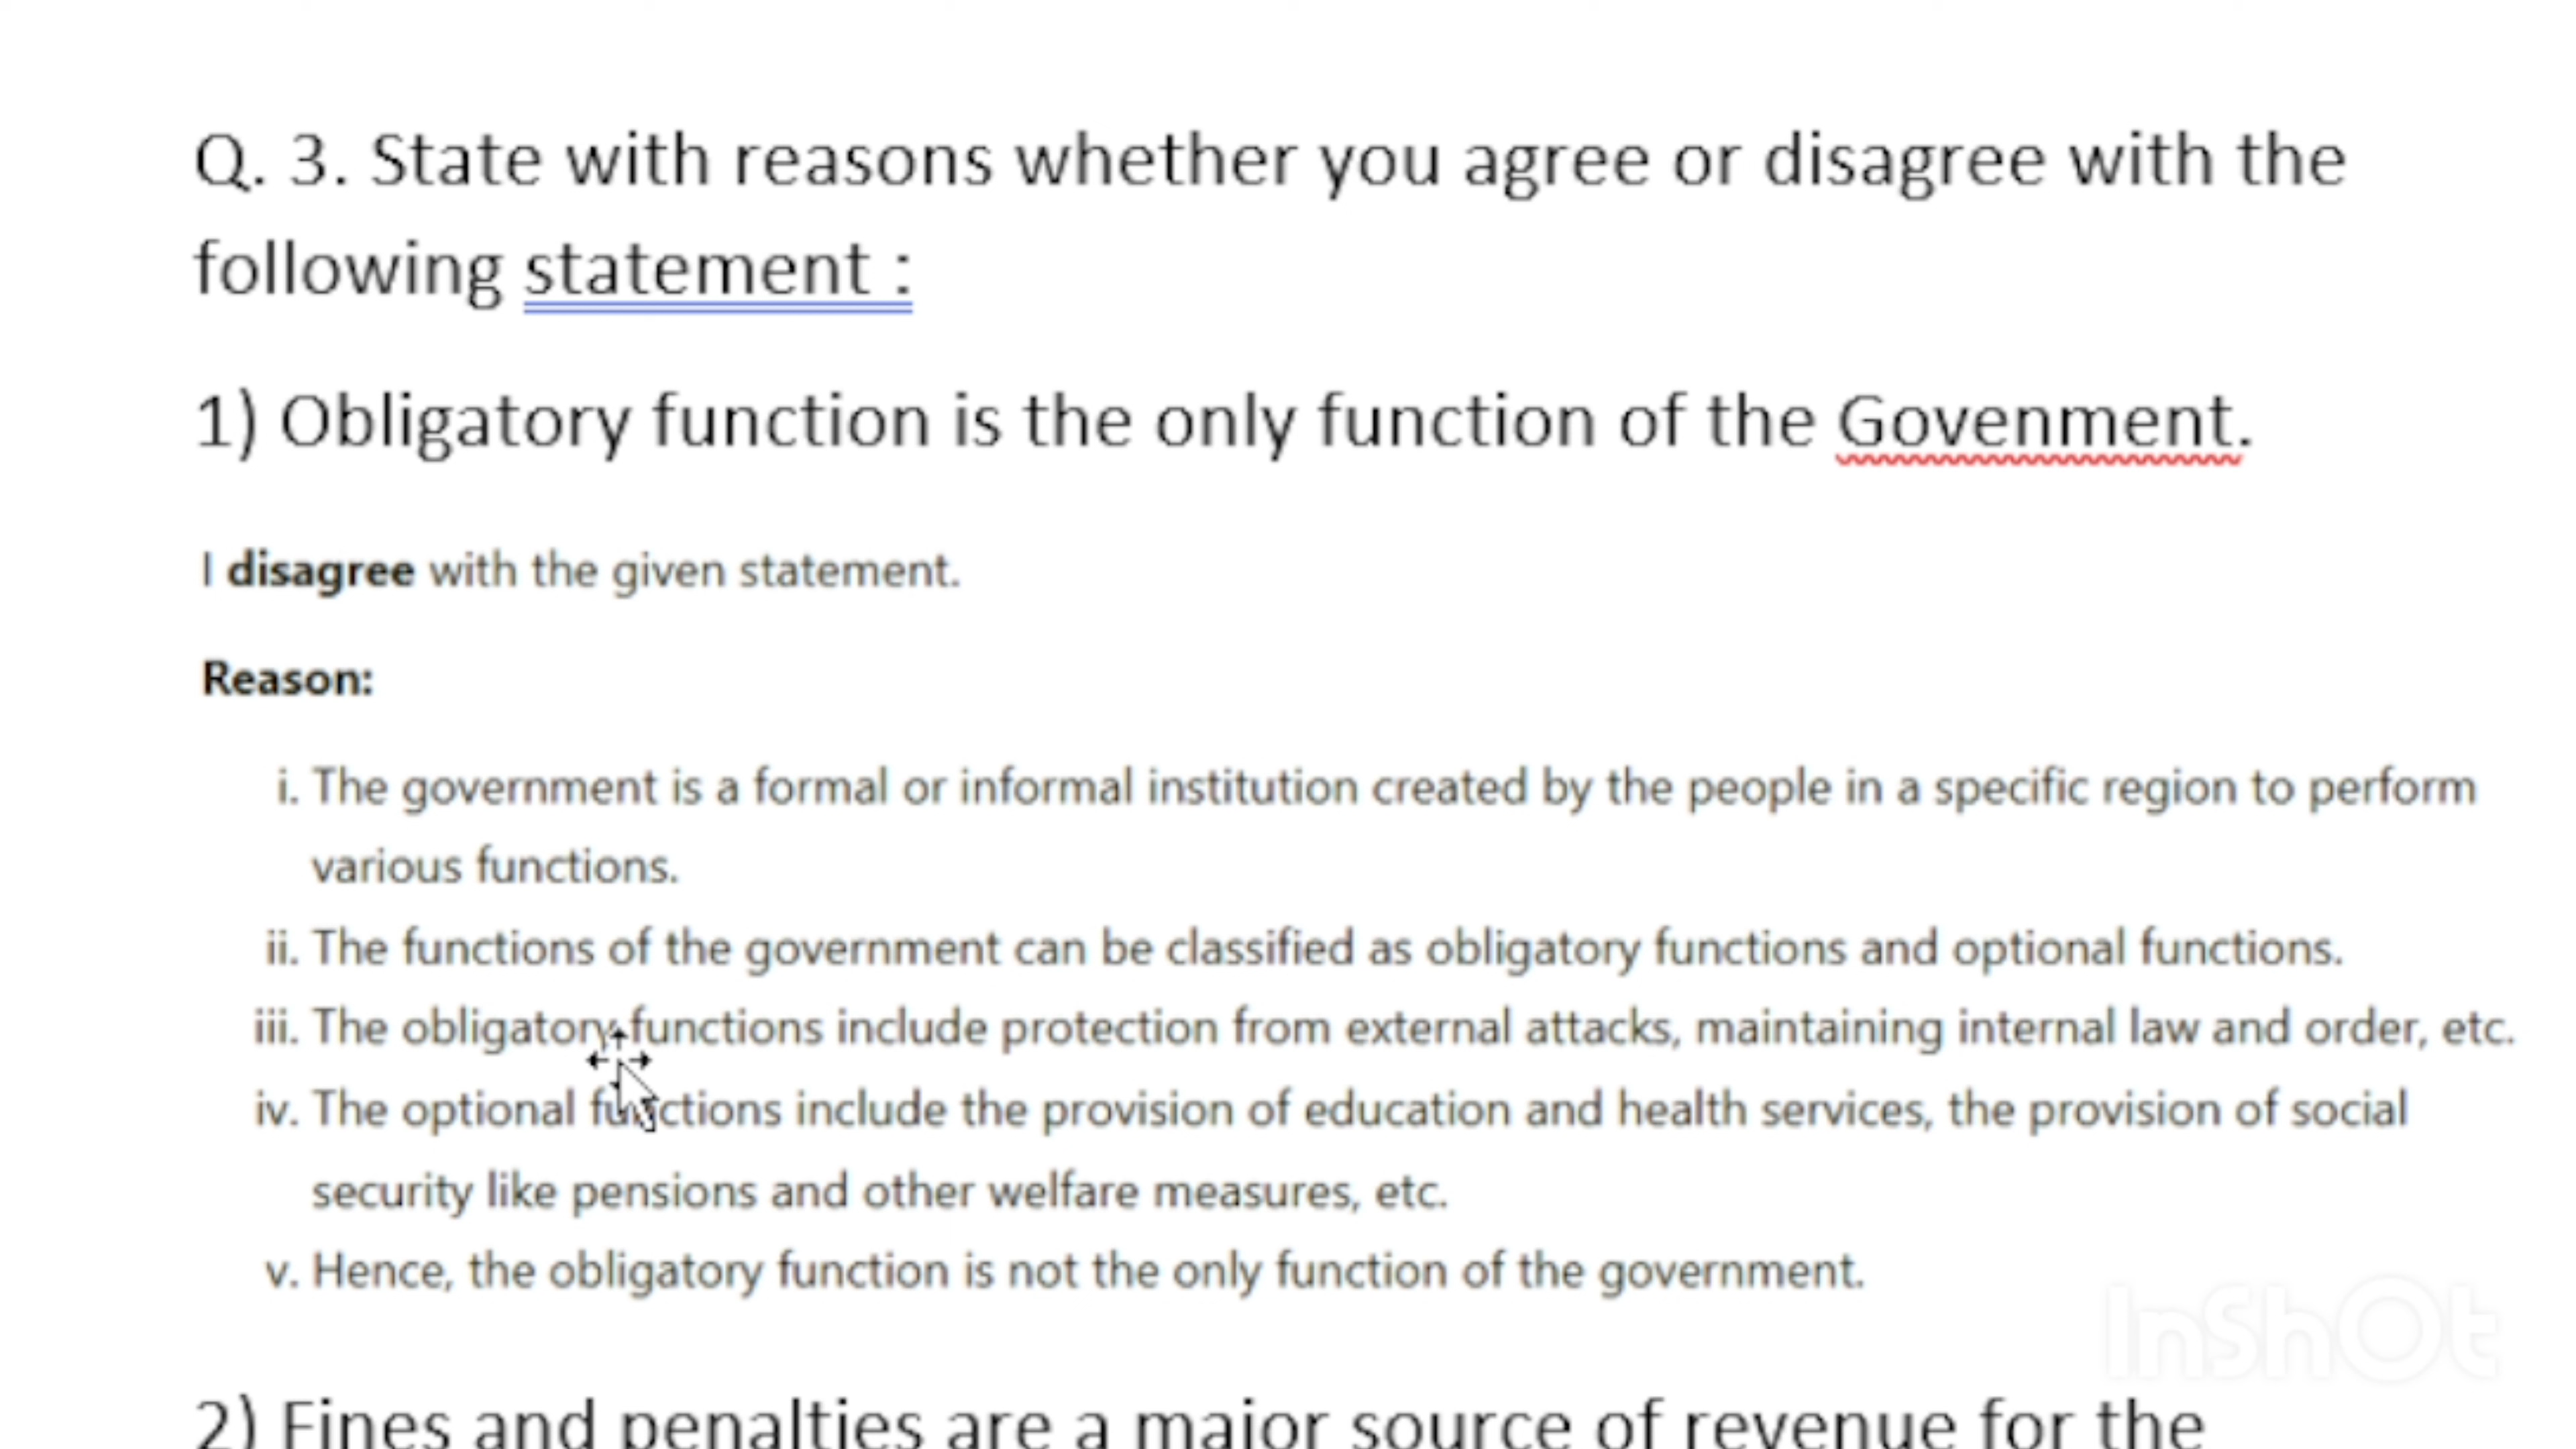 Q. 3. State with reasons whether you agree or disagree with the
following statement :
1) Obligatory function is the only function of the Govenment.
I disagree with the given statement.
Reason:
i. The government is a formal or informal institution created by the people in a specific region to perform
various functions.
ii. The functions of the government can be classified as obligatory functions and optional functions.
iii. The obligatory functions include protection from external attacks, maintaining internal law and order, etc.
iv. The optional functions include the provision of education and health services, the provision of social
security like pensions and other welfare measures, etc.
v. Hence, the obligatory function is not the only function of the government.
InShOt
2) Fines and penalties are a major source of revenue for the